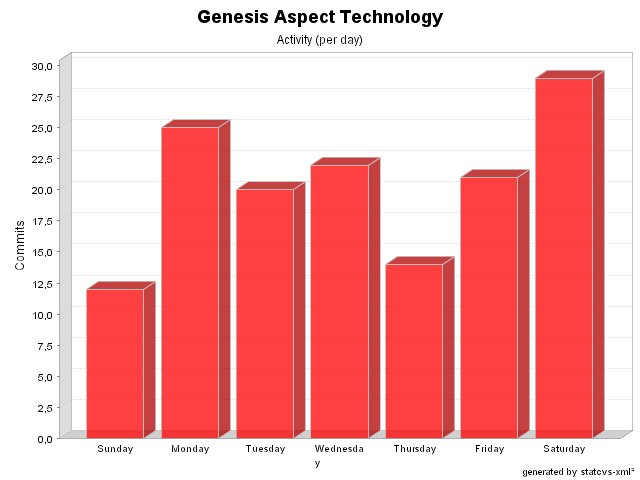 Genesis Aspect Technology
Activity (per day)
30,0
27,5
25,0
22,5
20,0
17,5
15,0
12,5
10,0
7,5
5,0
2,5
0,0
Commits
Sunday Monday Tuesday Wednesda Thursday Friday Saturday
y
generated by statcvs-xml²